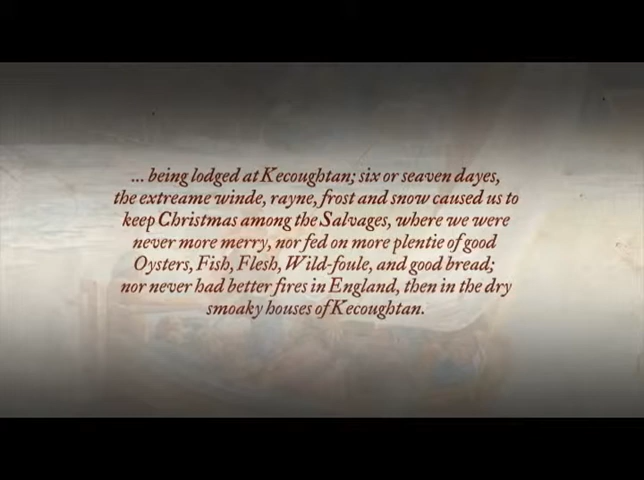 ... being lodged at Kecoughtan; six or seaven dayes,
the extreame winde, rayne, frost and snow caused us to
keep Christmas among the Salvages, where we were
never more merry, nor fed on more plentie of good
Oysters, Fish, Flesh, Wild-foule, and good bread;
nor never had better fires in England, then in the dry
smoaky houses of Kecoughtan.